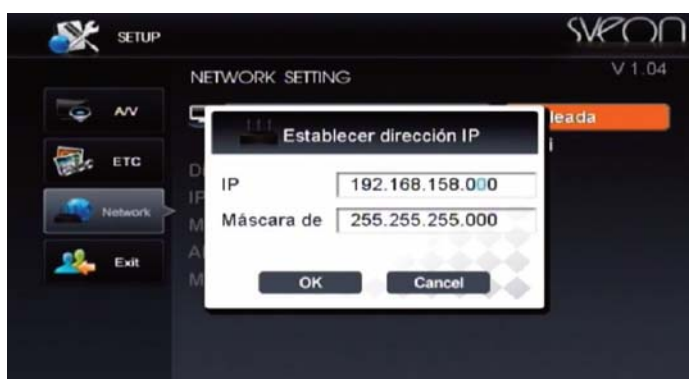 SETUP
sveon
NETWORK SETTING
V 1.04
A/V
ETC
Network
Exit
Establecer dirección IP
IP
192.168.158.000
Máscara de
255.255.255.000
OK
Cancel